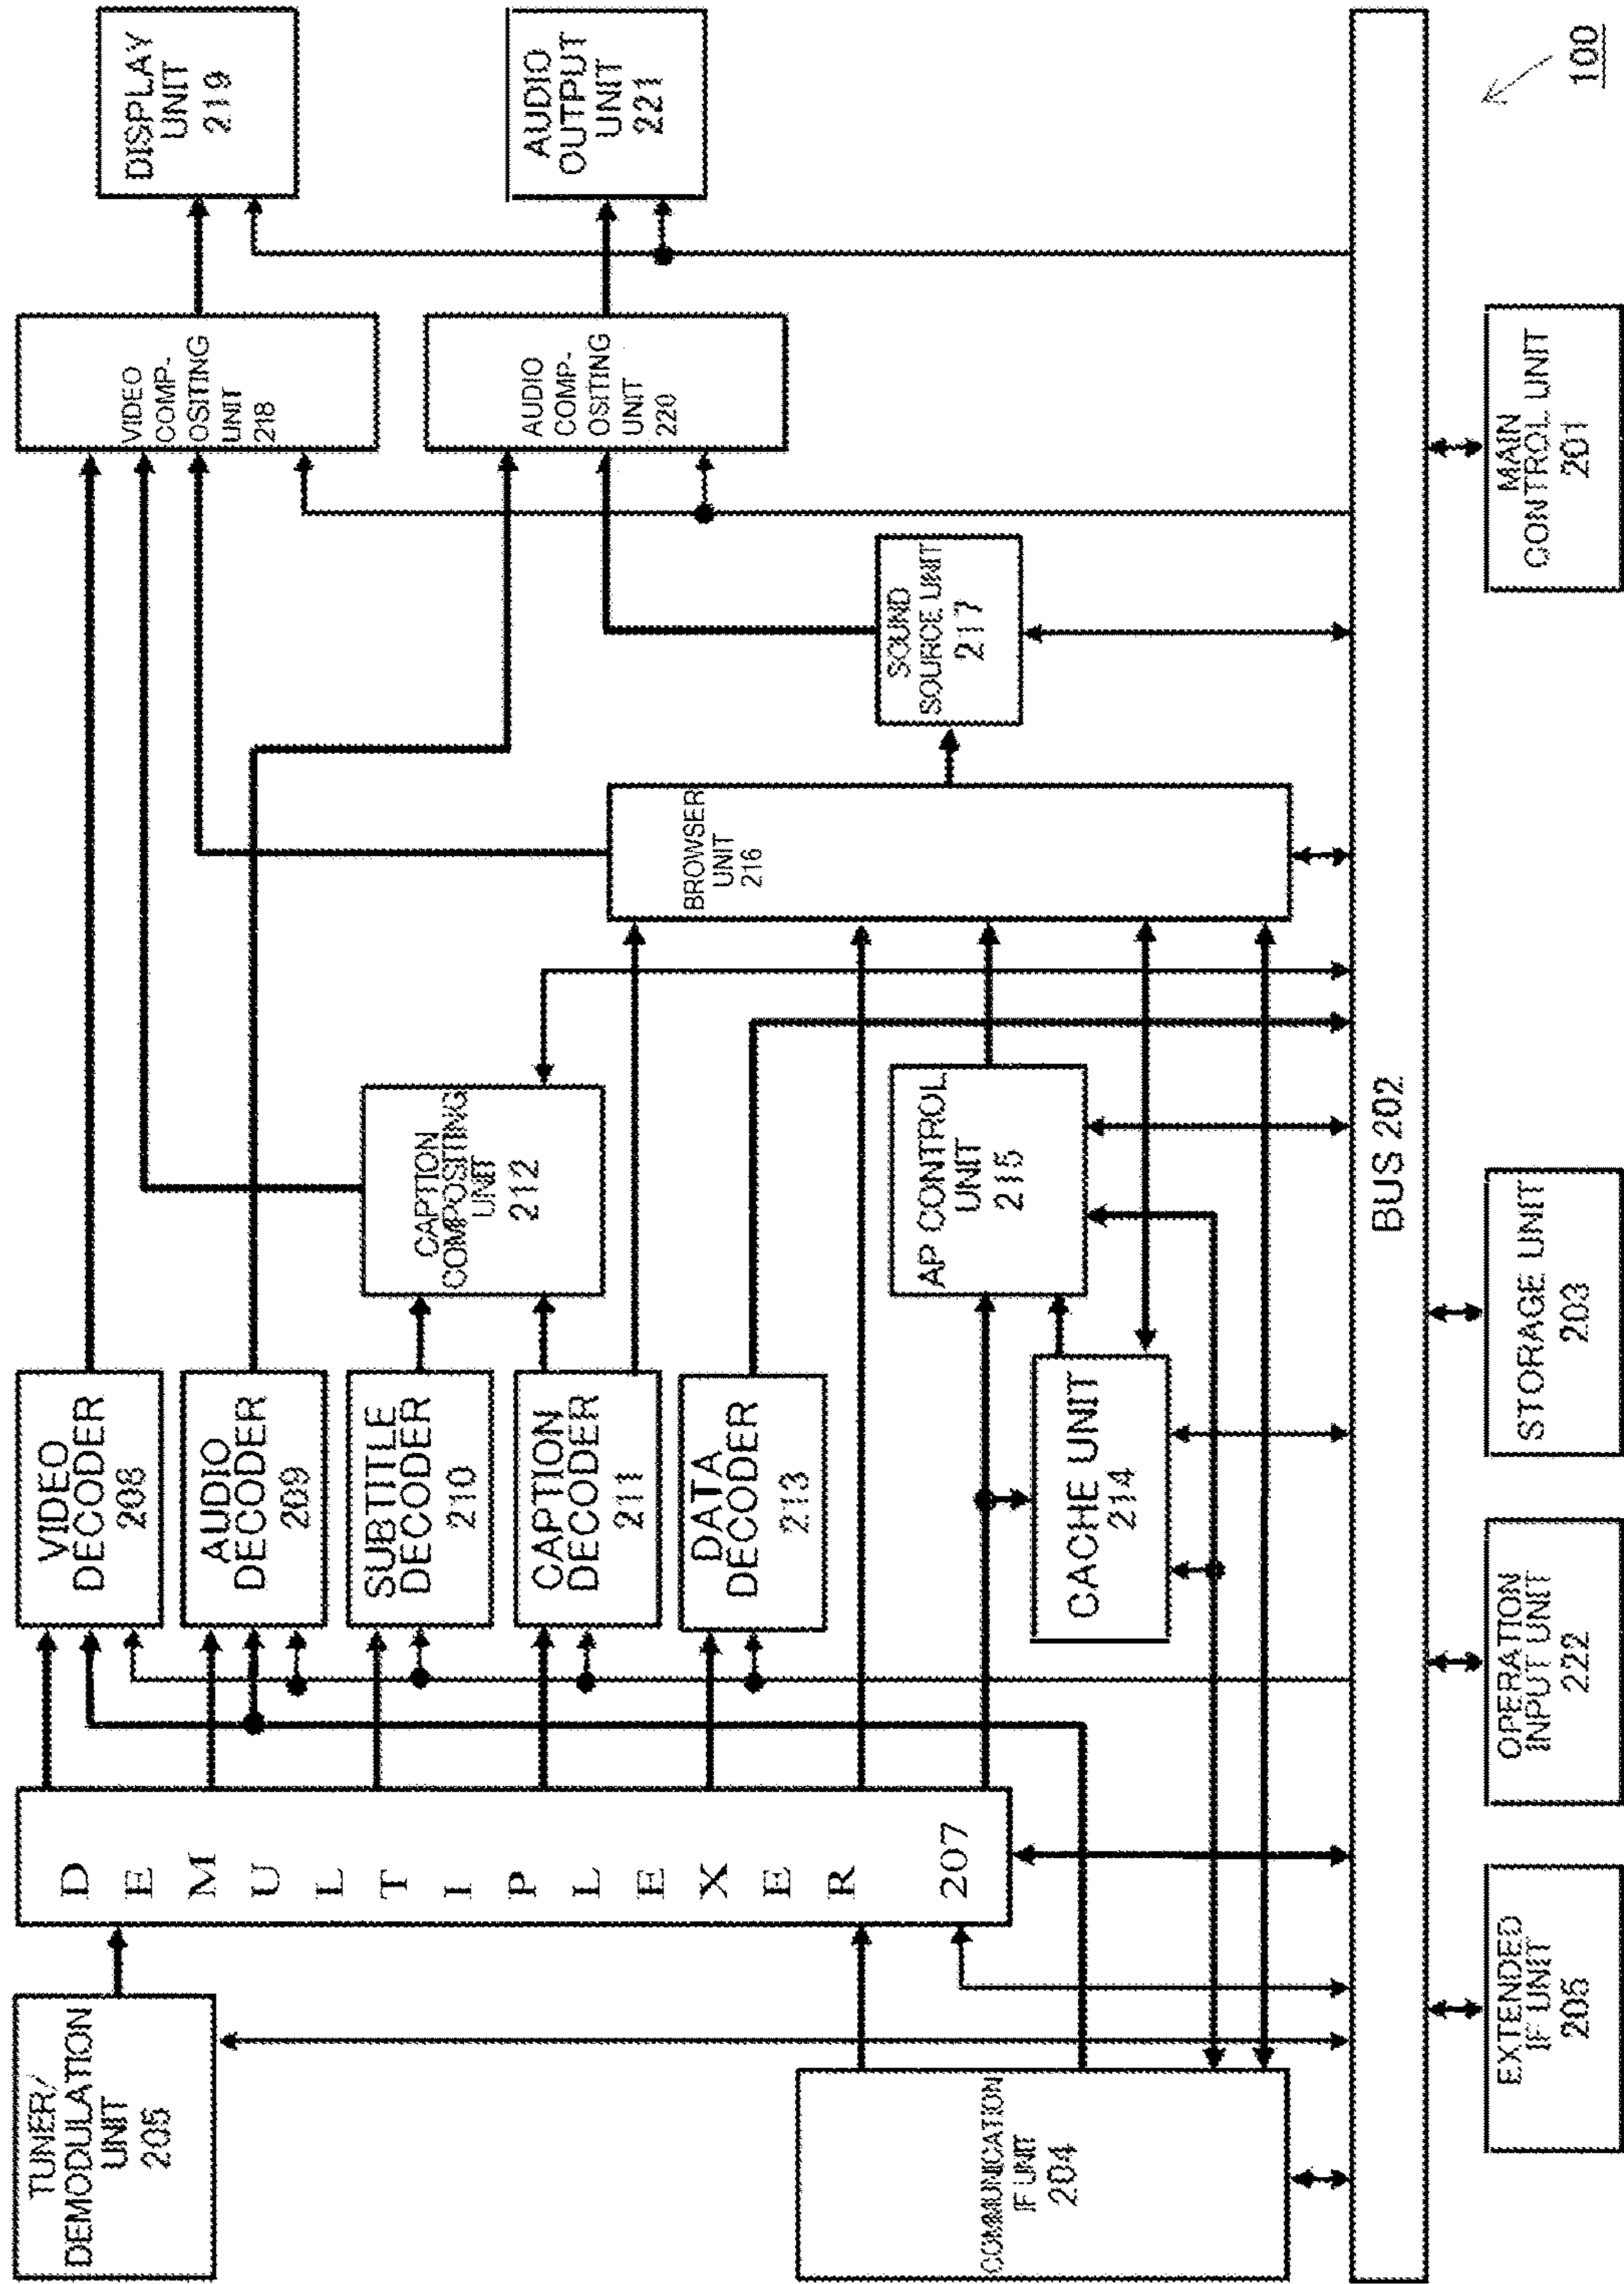 TUNER/
DEMODULATION
UNIT
205
COMMUNICATION
IF UNIT
204
DEMULTIPLEXER
207
VIDEO
DECODER
208
AUDIO
DECODER
209
SUBTITLE
DECODER
210
CAPTION
DECODER
211
DATA
DECODER
213
CACHE UNIT
214
CAPTION
COMPOSITING
UNIT
212
AP CONTROL
UNIT
215
BROWSER
UNIT
216
SOUND
SOURCE UNIT
217
VIDEO
COMP-
OSITING
UNIT
218
AUDIO
COMP-
OSITING
UNIT
220
DISPLAY
UNIT
219
AUDIO
OUTPUT
UNIT
221
BUS 202
EXTENDED
IF UNIT
205
OPERATION
INPUT UNIT
222
STORAGE UNIT
203
MAIN
CONTROL UNIT
201
100